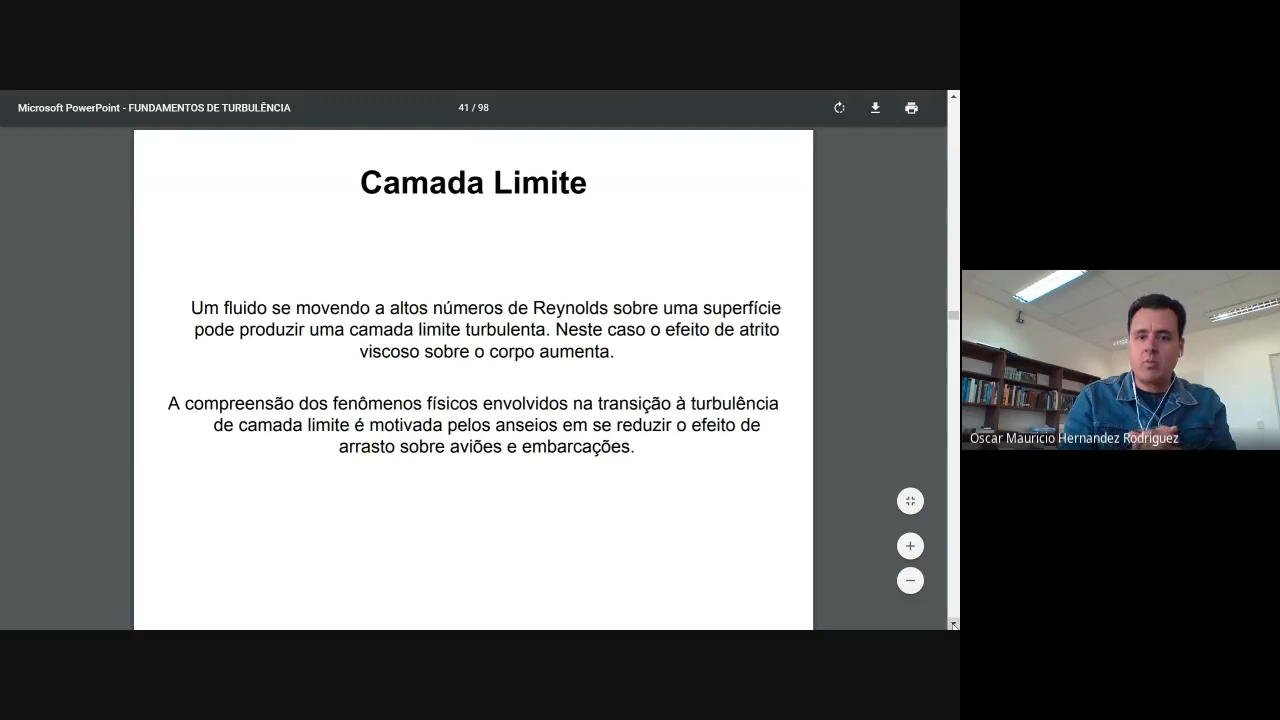 Microsoft PowerPoint - FUNDAMENTOS DE TURBULÊNCIA
41 / 98
Camada Limite
Um fluido se movendo a altos números de Reynolds sobre uma superfície
pode produzir uma camada limite turbulenta. Neste caso o efeito de atrito
viscoso sobre o corpo aumenta.
A compreensão dos fenômenos físicos envolvidos na transição à turbulência
de camada limite é motivada pelos anseios em se reduzir o efeito de
arrasto sobre aviões e embarcações.
Oscar Mauricio Hernandez Rodriguez